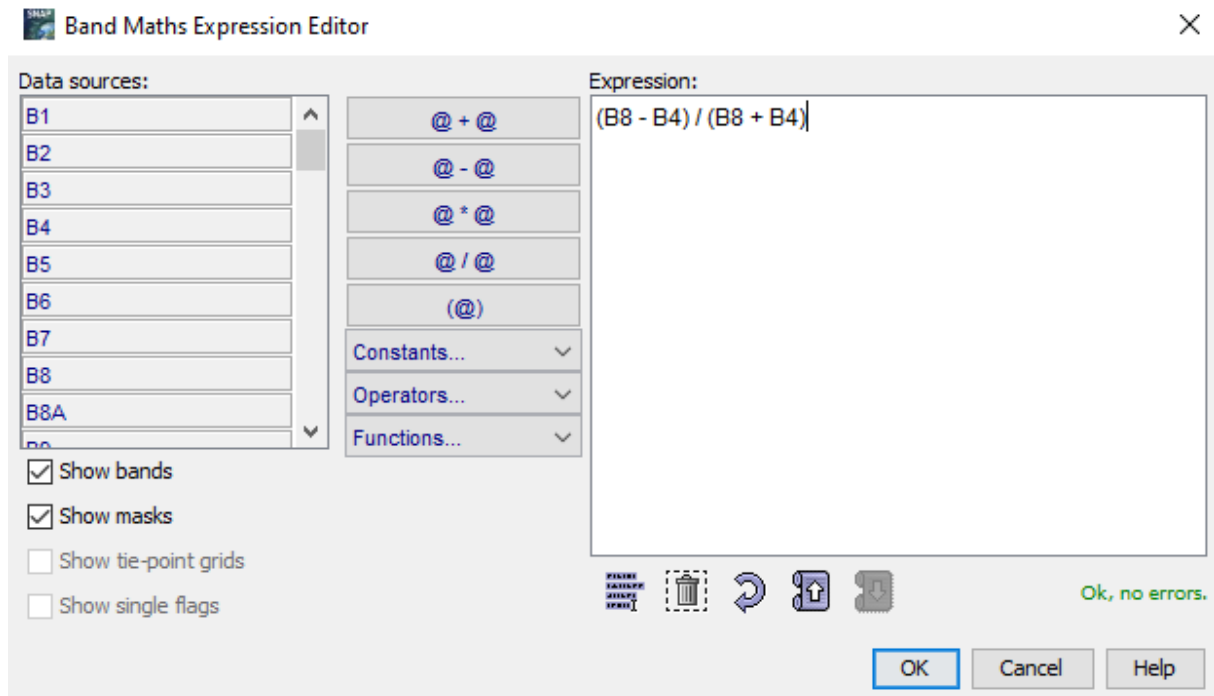 SNAP
Band Maths Expression Editor
Data sources:
Expression:
B1
B2
B3
B4
B5
B6
B7
B8
B8A
@ + @
@ - @
@ * @
@ / @
(@)
Constants...
Operators...
Functions...
(B8 - B4) / (B8 + B4)
Show bands
Show masks
Show tie-point grids
Show single flags
Ok, no errors.
OK
Cancel
Help